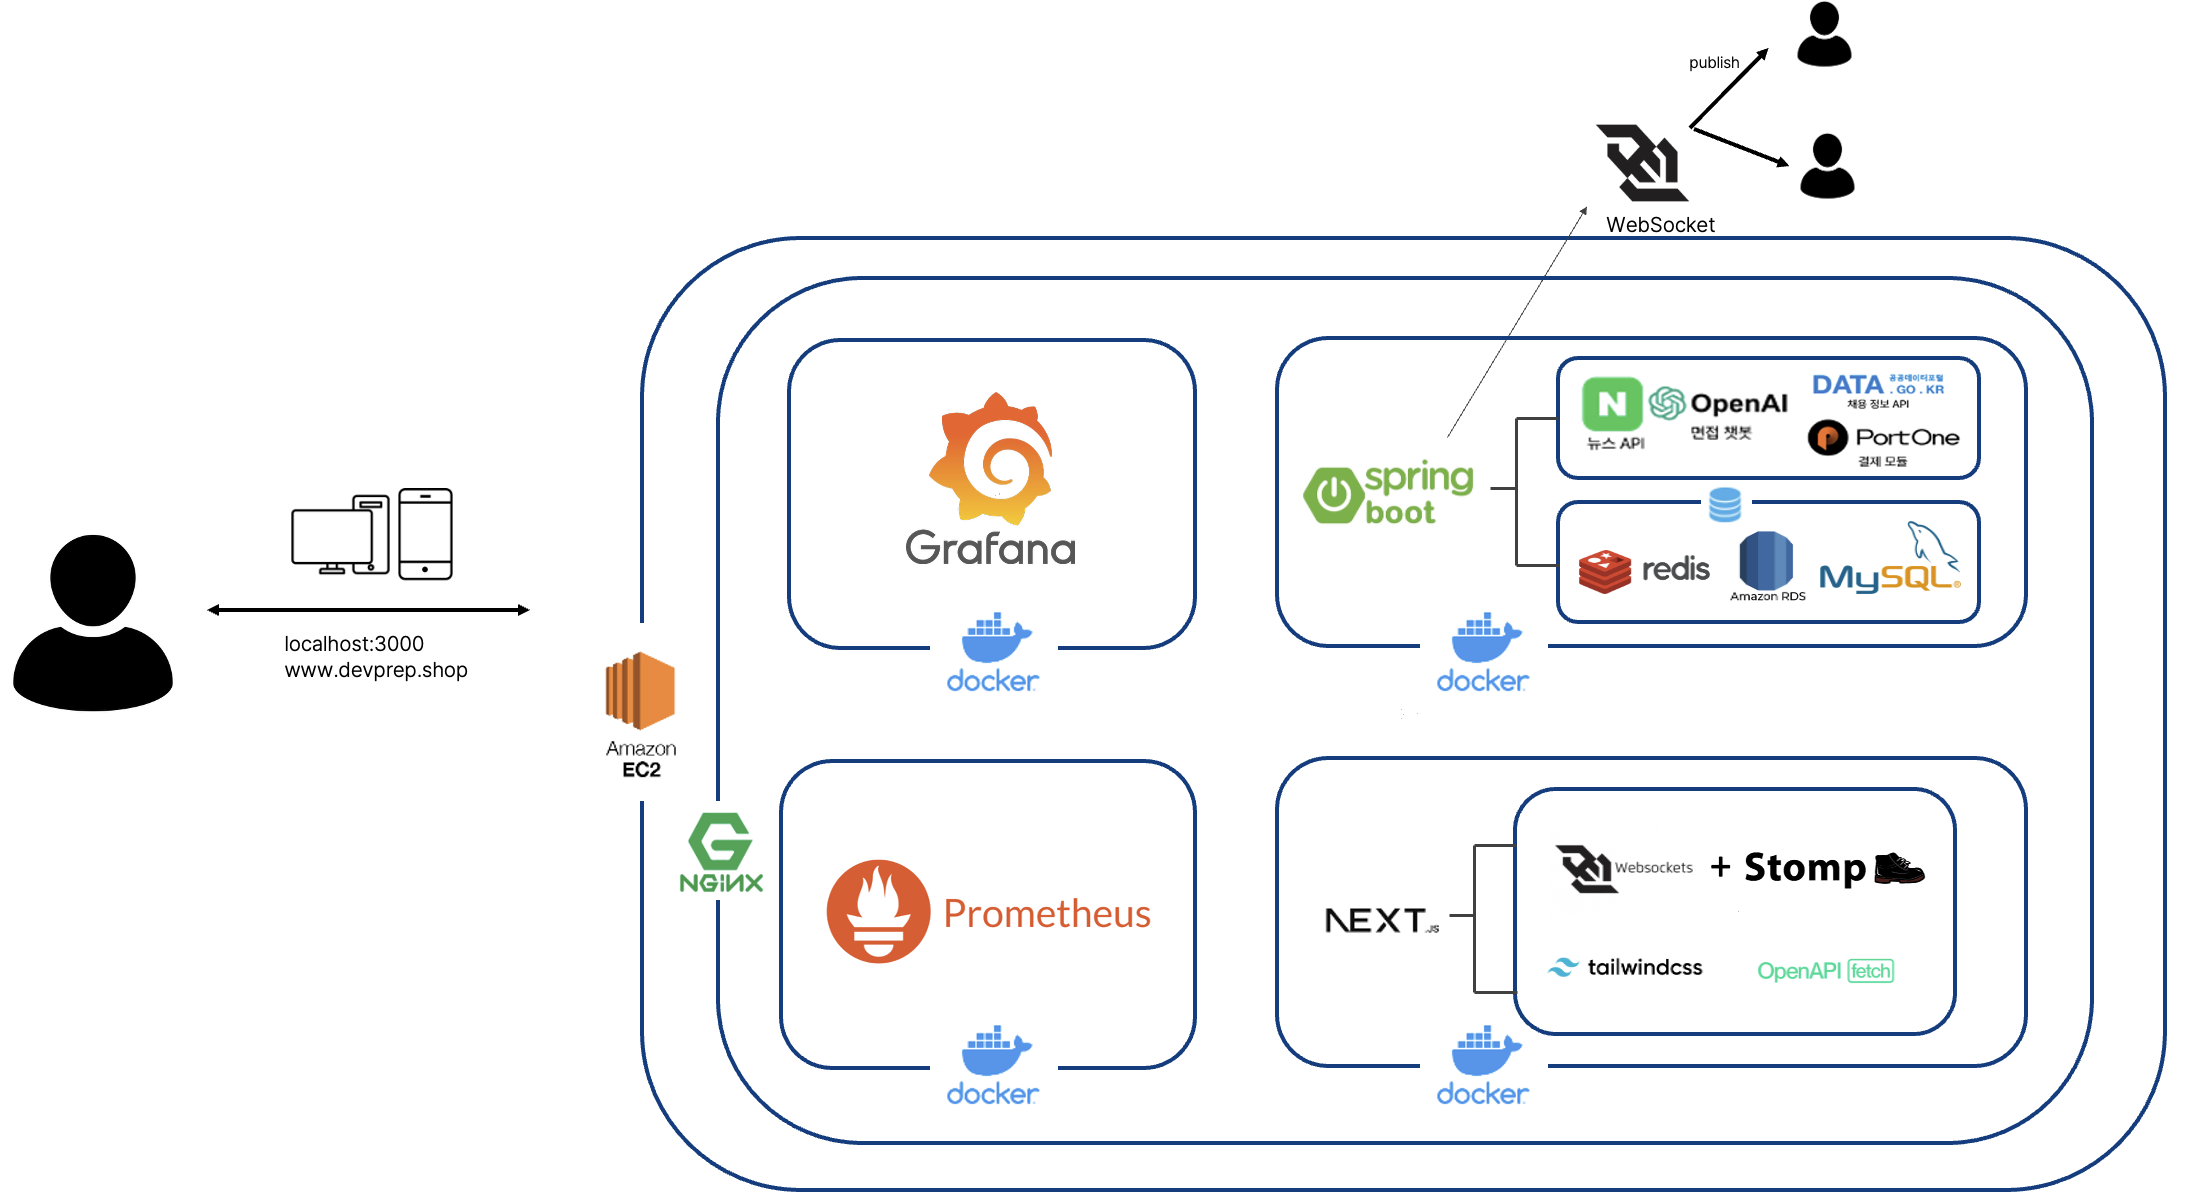 publish
WebSocket
localhost:3000
www.devprep.shop
Amazon
EC2
NGiNX
Grafana
docker
spring
boot
N
뉴스 API
OpenAI
면접 챗봇
DATA 공공데이터포털
.GO.KR
채용 정보 API
PortOne
결제 모듈
redis
Amazon RDS
MySQL®
docker
Prometheus
docker
NEXT.JS
Websockets + Stomp
tailwindcss
OpenAPI fetch
docker